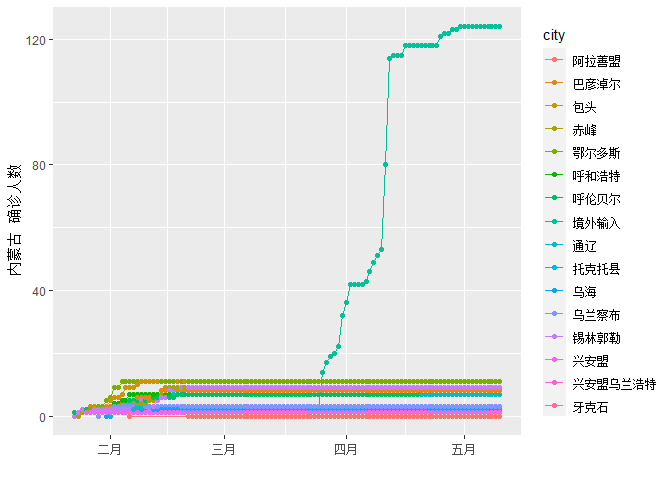 内蒙古 确诊人数
120
80
40
0
二月
三月
四月
五月
city
阿拉善盟
巴彦淖尔
包头
赤峰
鄂尔多斯
呼和浩特
呼伦贝尔
境外输入
通辽
托克托县
乌海
乌兰察布
锡林郭勒
兴安盟
兴安盟乌兰浩特
牙克石